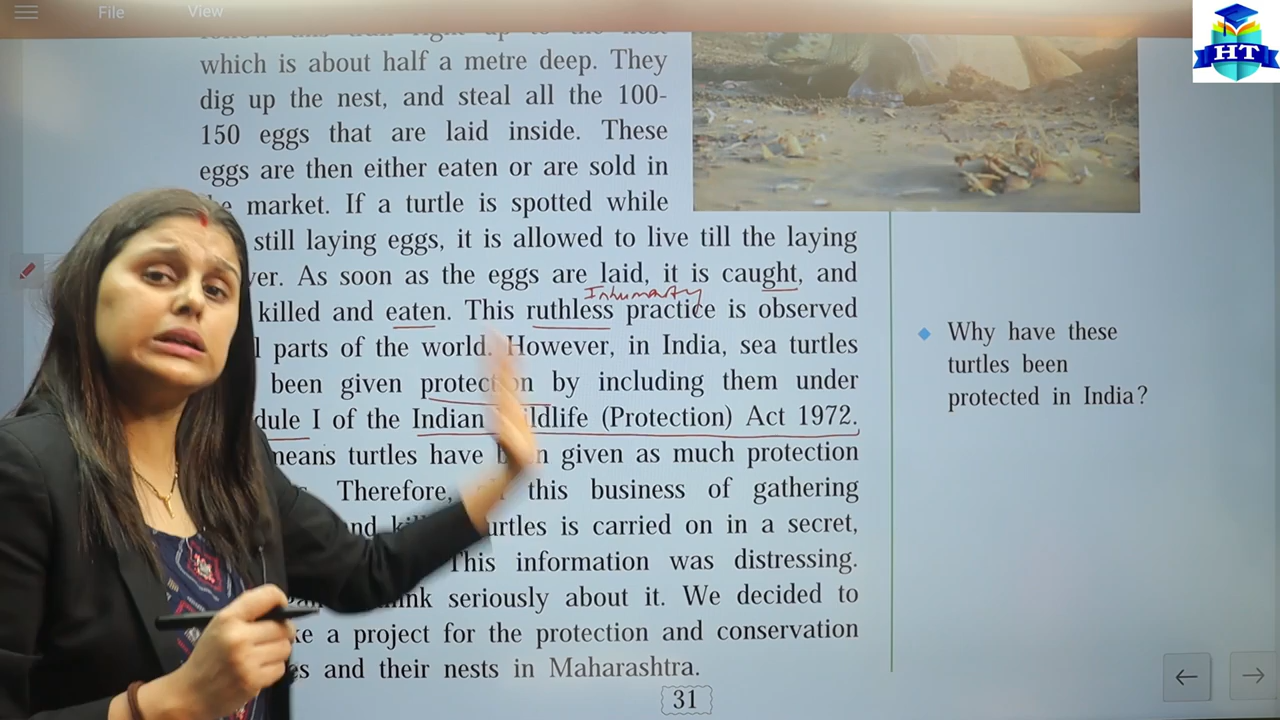 File View
HT
which is about half a metre deep. They
dig up the nest, and steal all the 100-
150 eggs that are laid inside. These
eggs are then either eaten or are sold in
market. If a turtle is spotted while
still laying eggs, it is allowed to live till the laying
As soon as the eggs are laid, it is caught, and
Inhumanty
killed and eaten. This ruthless practice is observed
parts of the world. However, in India, sea turtles
been given protection by including them under
I of the Indian Act 1972.
turtles have given as much protection
Therefore, this business of gathering
is carried on in a secret,
This information was distressing.
seriously about it. We decided to
a project for the protection and conservation
and their nests in Maharashtra.
31
Why have these
turtles been
protected in India?